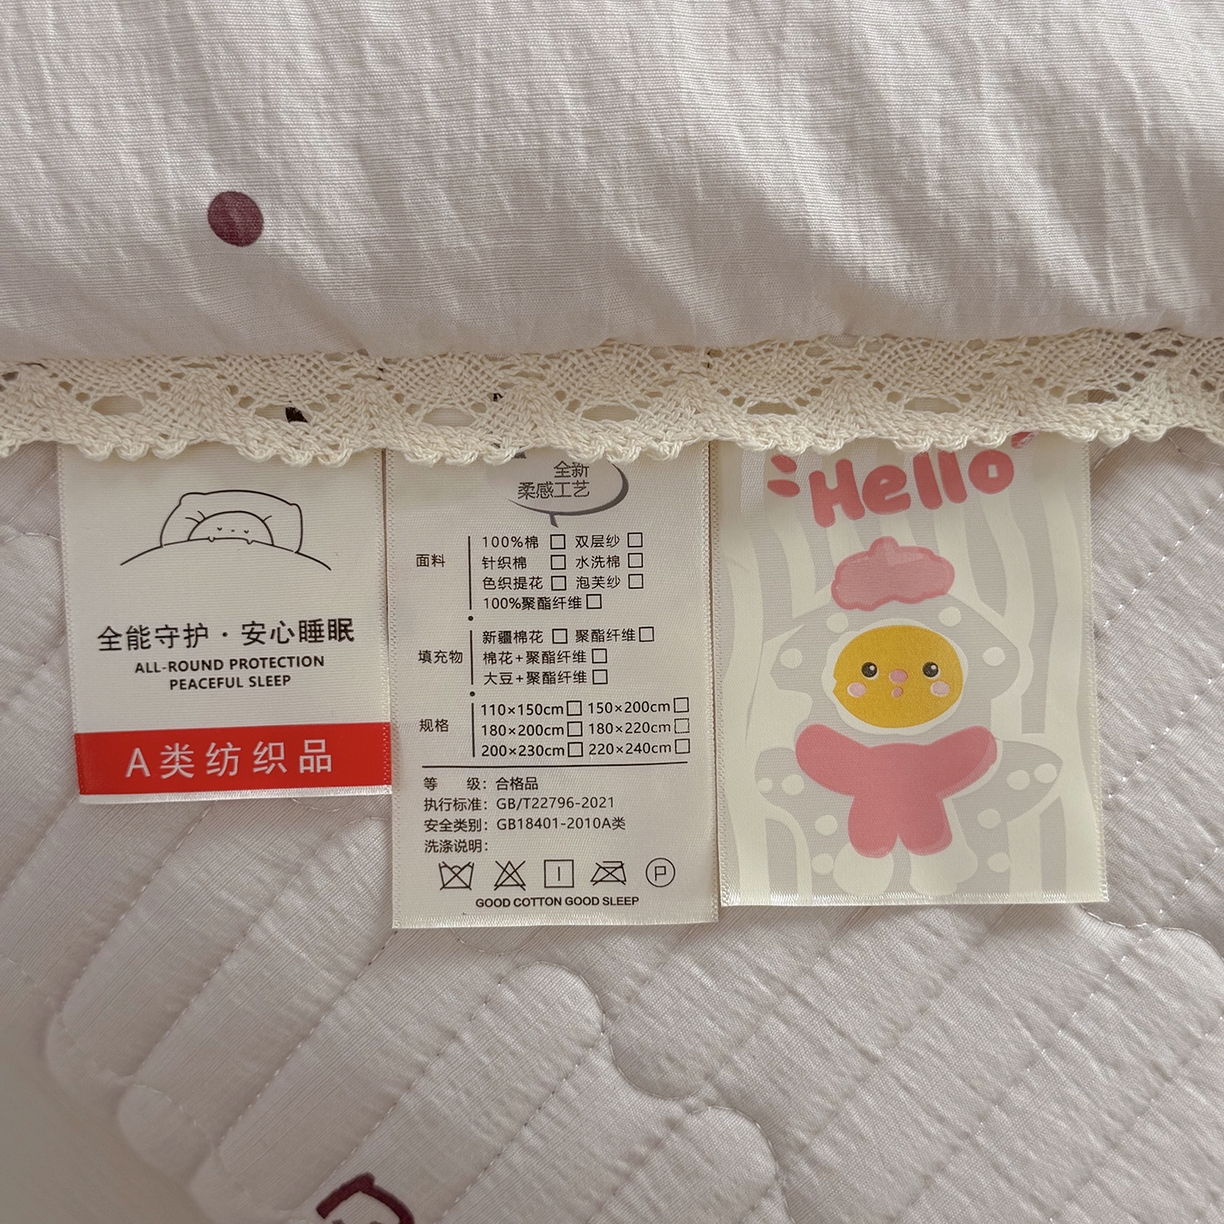 全能守护·安心睡眠
ALL-ROUND PROTECTION
PEACEFUL SLEEP
A类纺织品
全新
柔感工艺
面料
100%棉 □ 双层纱 □
针织棉 □ 水洗棉 □
色织提花 □ 泡芙纱 □
100%聚酯纤维 □
填充物
新疆棉花 □ 聚酯纤维 □
棉花+聚酯纤维 □
大豆+聚酯纤维 □
规格
110×150cm □ 150×200cm □
180×200cm □ 180×220cm □
200×230cm □ 220×240cm □
等 级：合格品
执行标准：GB/T22796-2021
安全类别：GB18401-2010A类
洗涤说明：
P
GOOD COTTON GOOD SLEEP
Hello